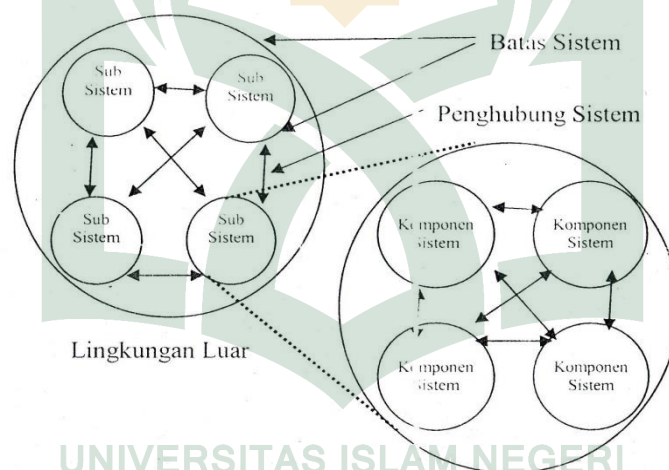 Batas Sistem
Sub
Sistem
Sub
Sistem
Penghubung Sistem
Sub
Sistem
Sub
Sistem
Komponen
Sistem
Komponen
Sistem
Lingkungan Luar
Komponen
Sistem
Komponen
Sistem
UNIVERSITAS ISLAM NEGERI